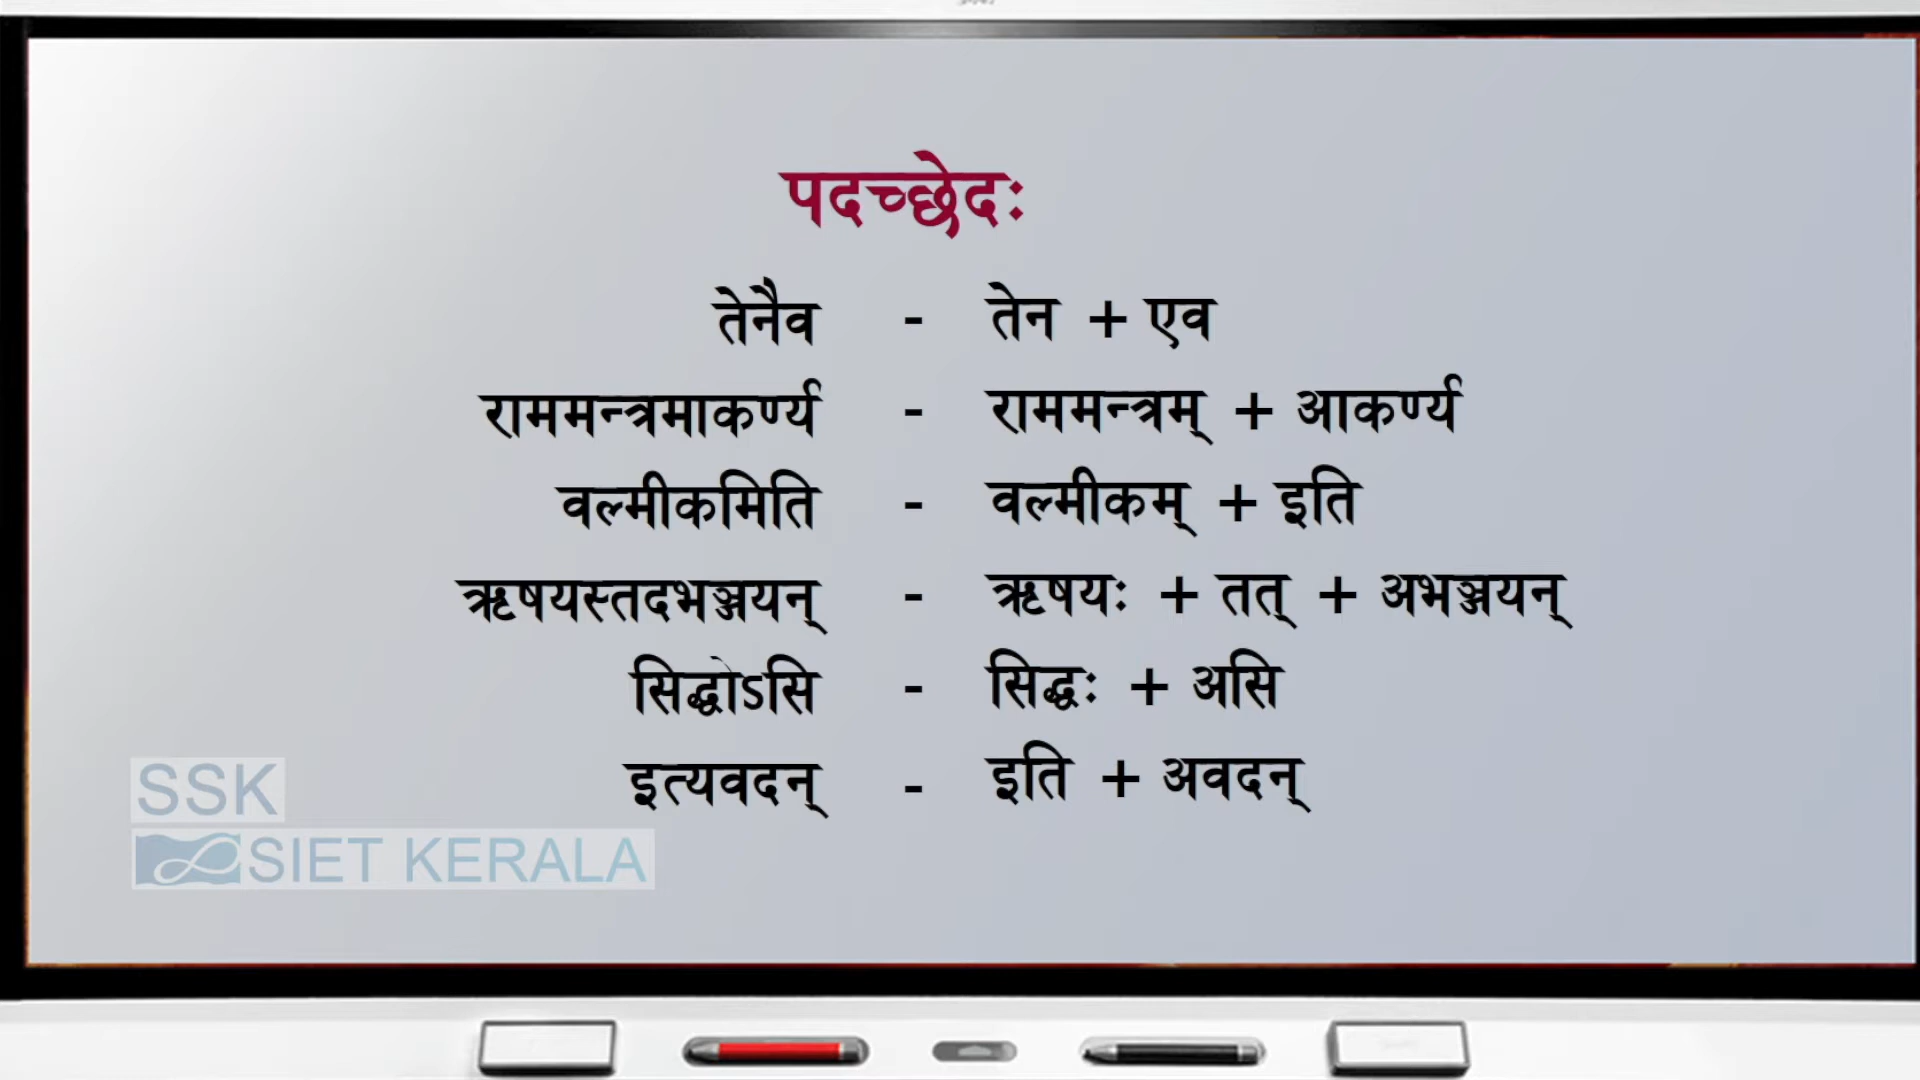 पदच्छेदः
तेनैव - तेन + एव
राममन्त्रमाकर्ण्य - राममन्त्रम् + आकर्ण्य
वल्मीकमिति - वल्मीकम् + इति
ऋषयस्तदभञ्जयन् - ऋषयः + तत् + अभञ्जयन्
सिद्धोऽसि - सिद्धः + असि
इत्यवदन् - इति + अवदन्
SSK
SIET KERALA